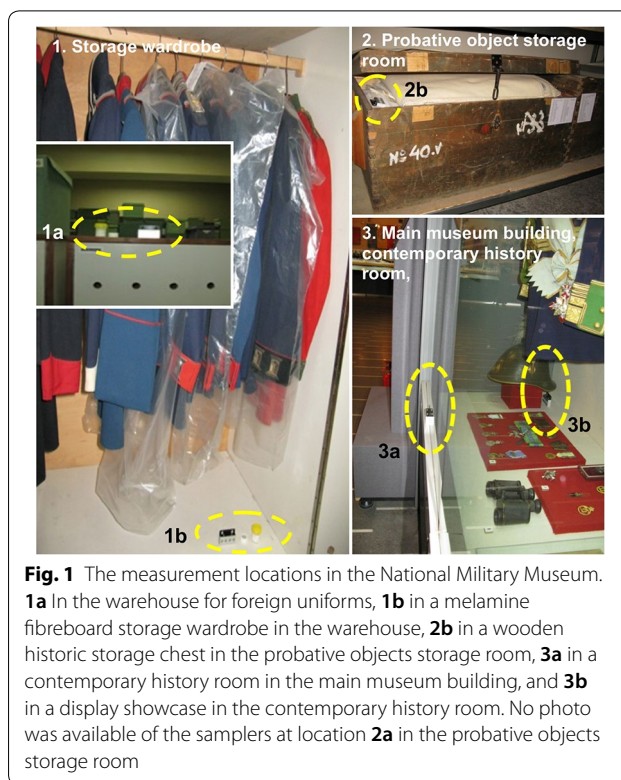 1. Storage wardrobe
1a
1b
2. Probative object storage
room
2b
Nº 40.V
3. Main museum building,
contemporary history
room,
3a
3b
Fig. 1 The measurement locations in the National Military Museum.
1a In the warehouse for foreign uniforms, 1b in a melamine
fibreboard storage wardrobe in the warehouse, 2b in a wooden
historic storage chest in the probative objects storage room, 3a in a
contemporary history room in the main museum building, and 3b
in a display showcase in the contemporary history room. No photo
was available of the samplers at location 2a in the probative objects
storage room